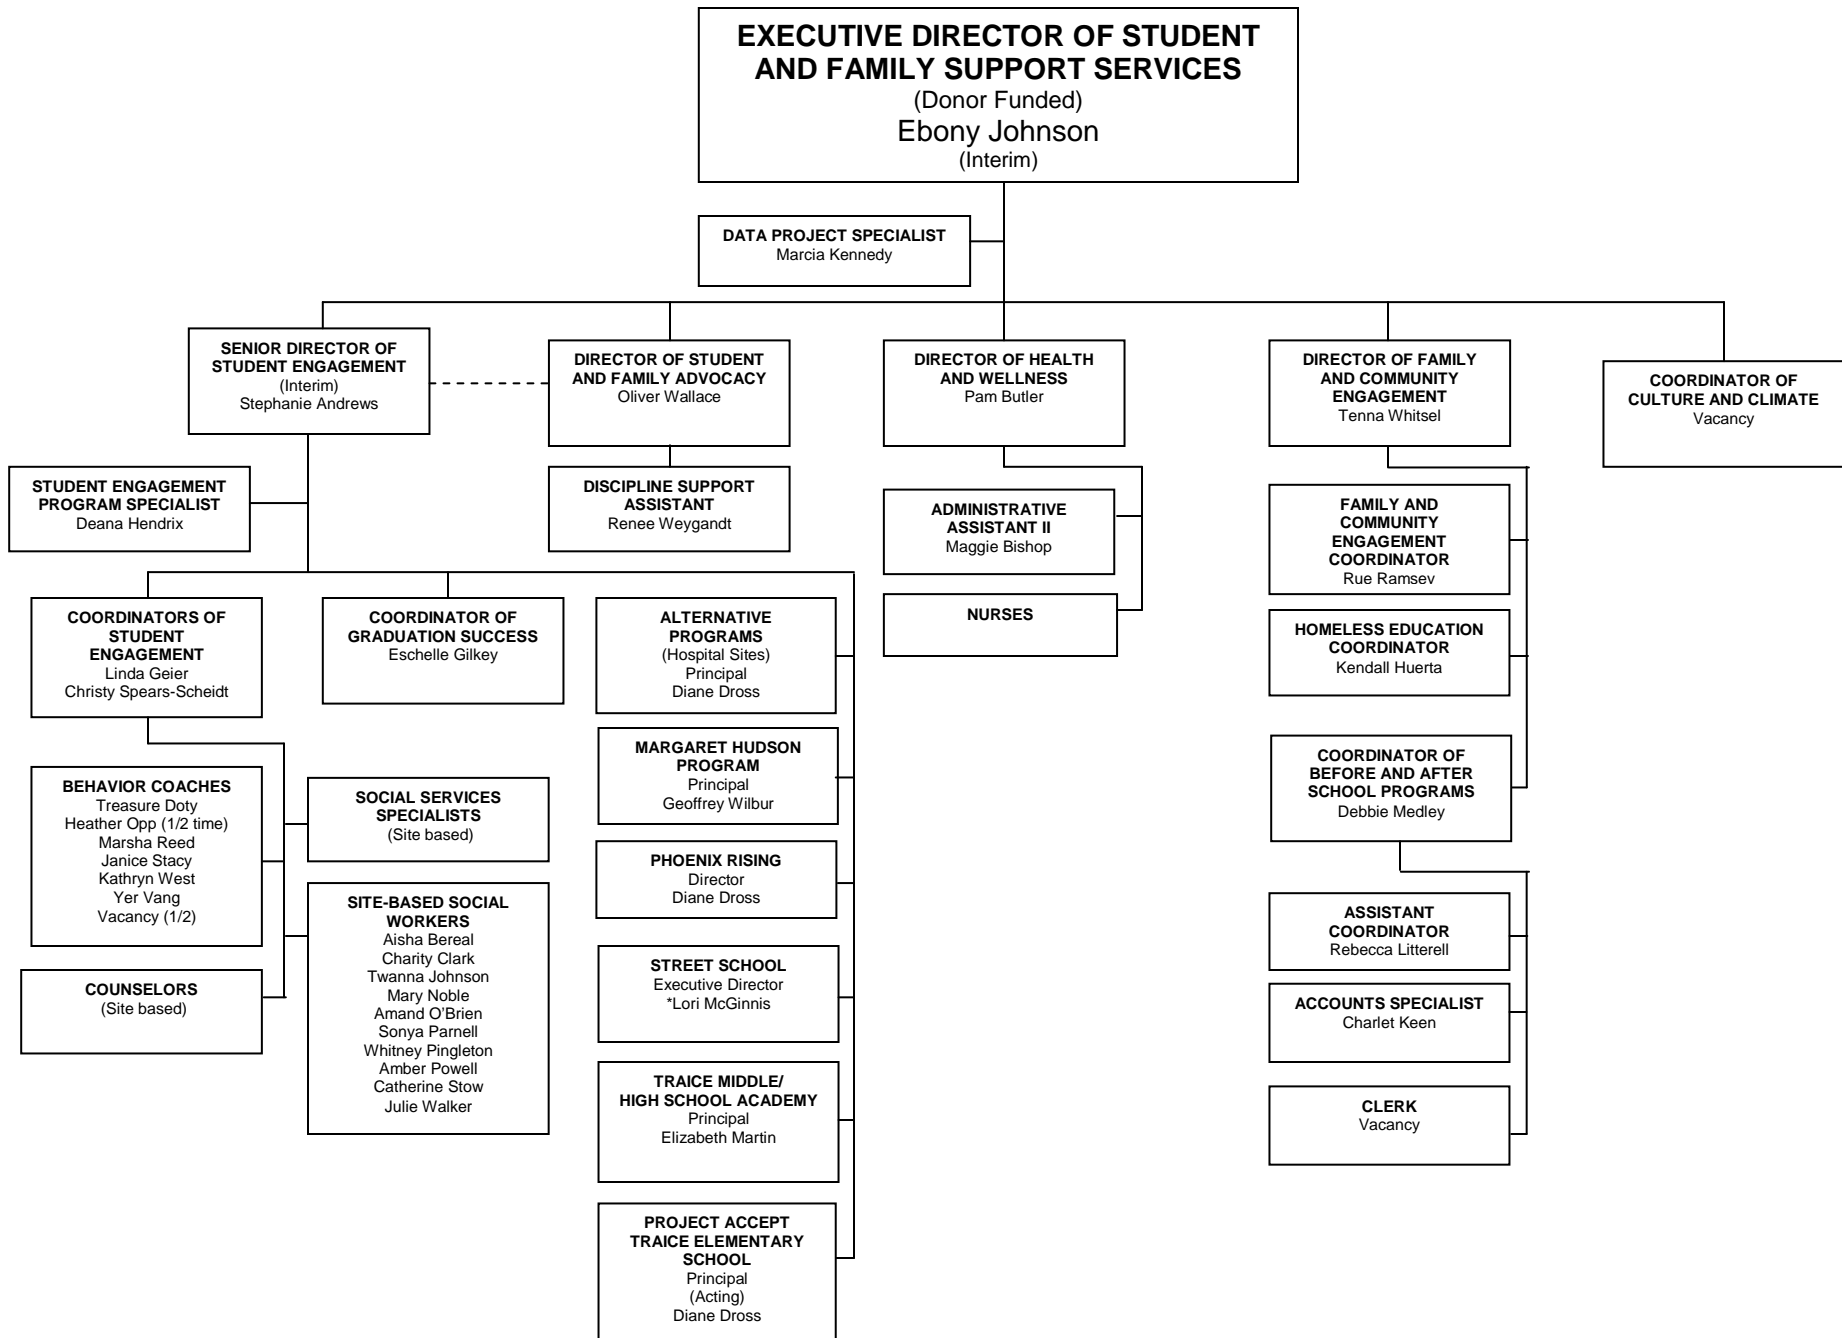 EXECUTIVE DIRECTOR OF STUDENT
AND FAMILY SUPPORT SERVICES
(Donor Funded)
Ebony Johnson
(Interim)
DATA PROJECT SPECIALIST
Marcia Kennedy
SENIOR DIRECTOR OF
STUDENT ENGAGEMENT
(Interim)
Stephanie Andrews
DIRECTOR OF STUDENT
AND FAMILY ADVOCACY
Oliver Wallace
DIRECTOR OF HEALTH
AND WELLNESS
Pam Butler
DIRECTOR OF FAMILY
AND COMMUNITY
ENGAGEMENT
Tenna Whitsel
COORDINATOR OF
CULTURE AND CLIMATE
Vacancy
STUDENT ENGAGEMENT
PROGRAM SPECIALIST
Deana Hendrix
DISCIPLINE SUPPORT
ASSISTANT
Renee Weygandt
ADMINISTRATIVE
ASSISTANT II
Maggie Bishop
NURSES
FAMILY AND
COMMUNITY
ENGAGEMENT
COORDINATOR
Rue Ramsev
HOMELESS EDUCATION
COORDINATOR
Kendall Huerta
COORDINATOR OF
BEFORE AND AFTER
SCHOOL PROGRAMS
Debbie Medley
ASSISTANT
COORDINATOR
Rebecca Litterell
ACCOUNTS SPECIALIST
Charlet Keen
CLERK
Vacancy
COORDINATORS OF
STUDENT
ENGAGEMENT
Linda Geier
Christy Spears-Scheidt
COORDINATOR OF
GRADUATION SUCCESS
Eschelle Gilkey
ALTERNATIVE
PROGRAMS
(Hospital Sites)
Principal
Diane Dross
MARGARET HUDSON
PROGRAM
Principal
Geoffrey Wilbur
PHOENIX RISING
Director
Diane Dross
STREET SCHOOL
Executive Director
*Lori McGinnis
TRAICE MIDDLE/
HIGH SCHOOL ACADEMY
Principal
Elizabeth Martin
PROJECT ACCEPT
TRAICE ELEMENTARY
SCHOOL
Principal
(Acting)
Diane Dross
BEHAVIOR COACHES
Treasure Doty
Heather Opp (1/2 time)
Marsha Reed
Janice Stacy
Kathryn West
Yer Vang
Vacancy (1/2)
SOCIAL SERVICES
SPECIALISTS
(Site based)
COUNSELORS
(Site based)
SITE-BASED SOCIAL
WORKERS
Aisha Bereal
Charity Clark
Twanna Johnson
Mary Noble
Amand O'Brien
Sonya Parnell
Whitney Pingleton
Amber Powell
Catherine Stow
Julie Walker